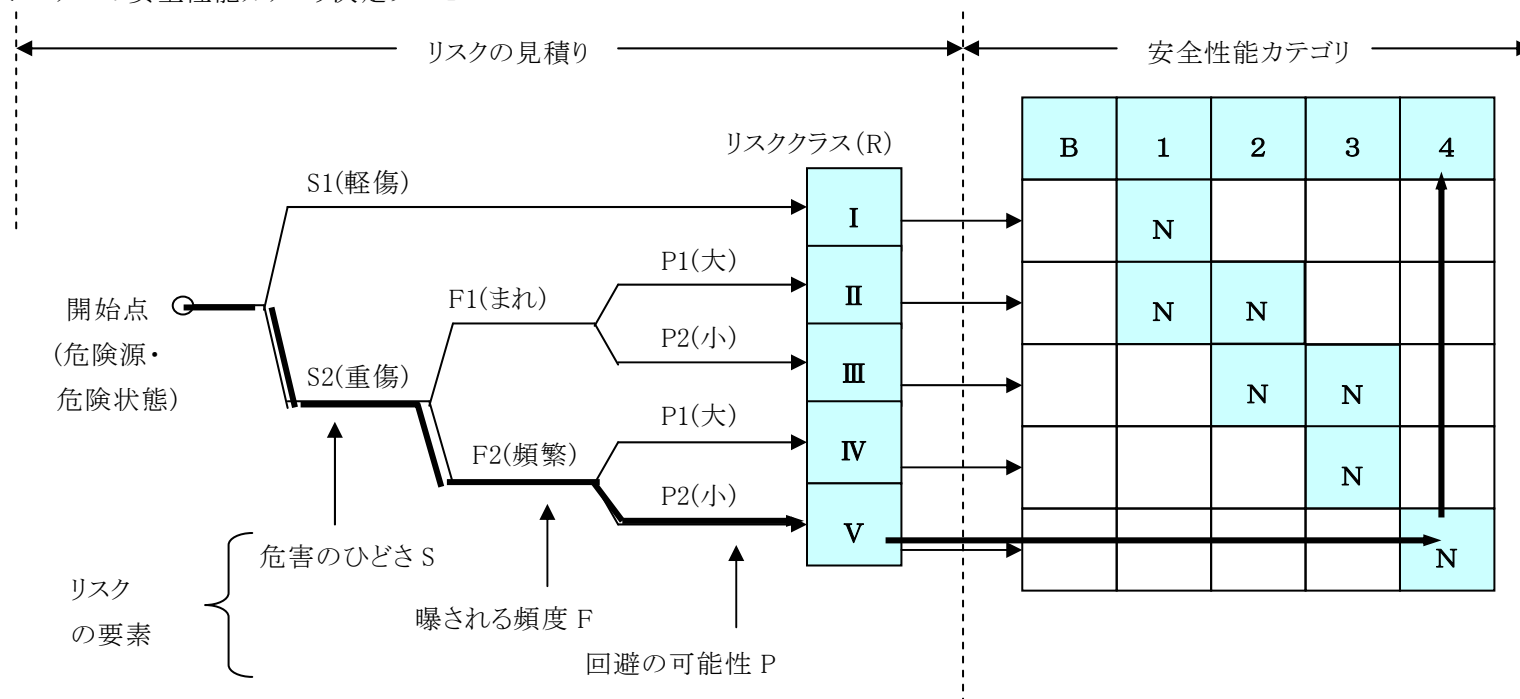 リスクの見積り
安全性能カテゴリ
リスククラス(R)
B 1 2 3 4
S1(軽傷)
Ⅰ
N
P1(大)
F1(まれ)
Ⅱ
N N
開始点
(危険源・
危険状態)
P2(小)
Ⅲ
N N
S2(重傷)
P1(大)
Ⅳ
N
F2(頻繁)
P2(小)
Ⅴ
N
危害のひどさ S
リスク
の要素
曝される頻度 F
回避の可能性 P